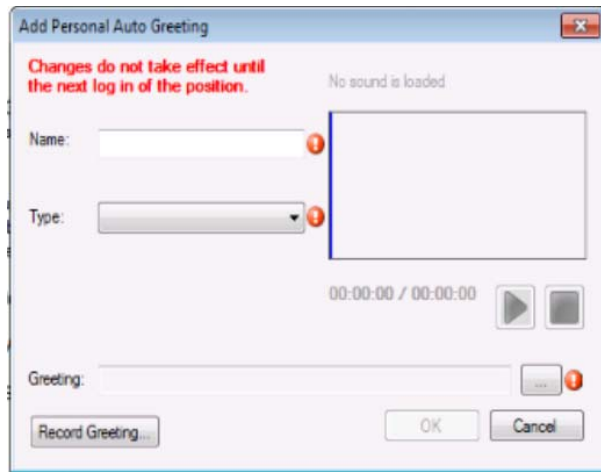 Add Personal Auto Greeting
Changes do not take effect until
the next log in of the position.
No sound is loaded
Name:
Type:
00:00:00 / 00:00:00
Greeting:
...
Record Greeting...
OK
Cancel